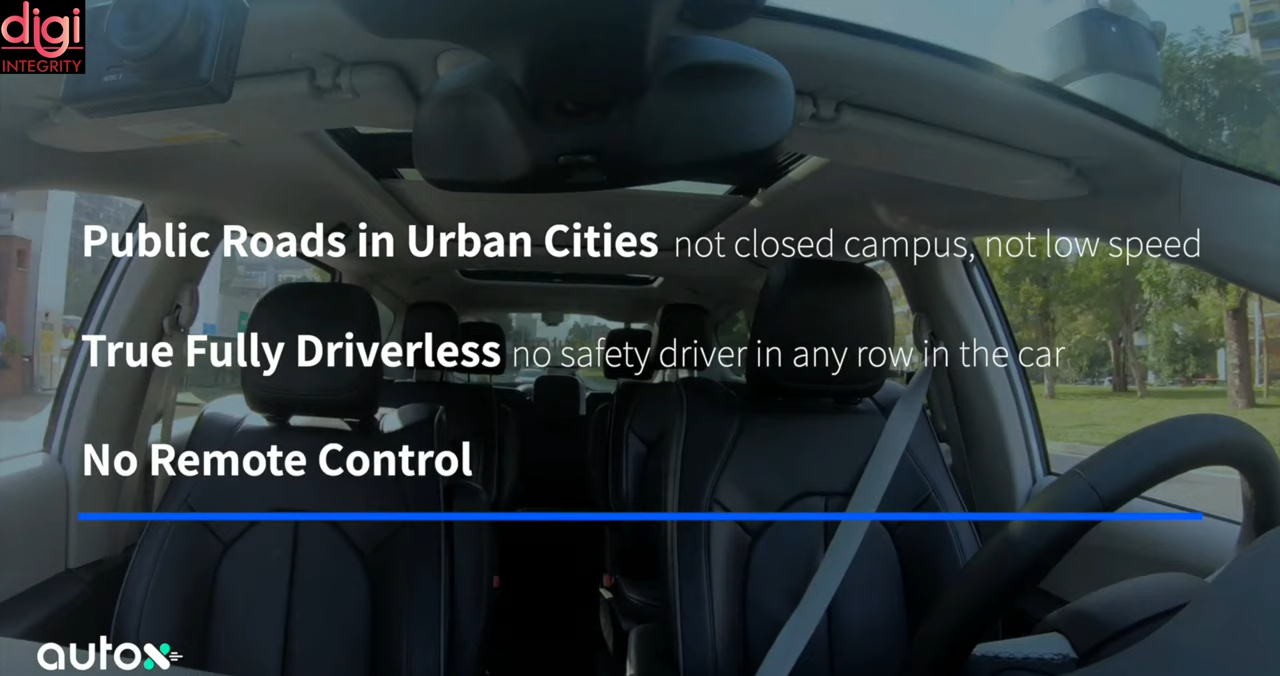 digi
INTEGRITY
Public Roads in Urban Cities not closed campus, not low speed
True Fully Driverless no safety driver in any row in the car
No Remote Control
autox